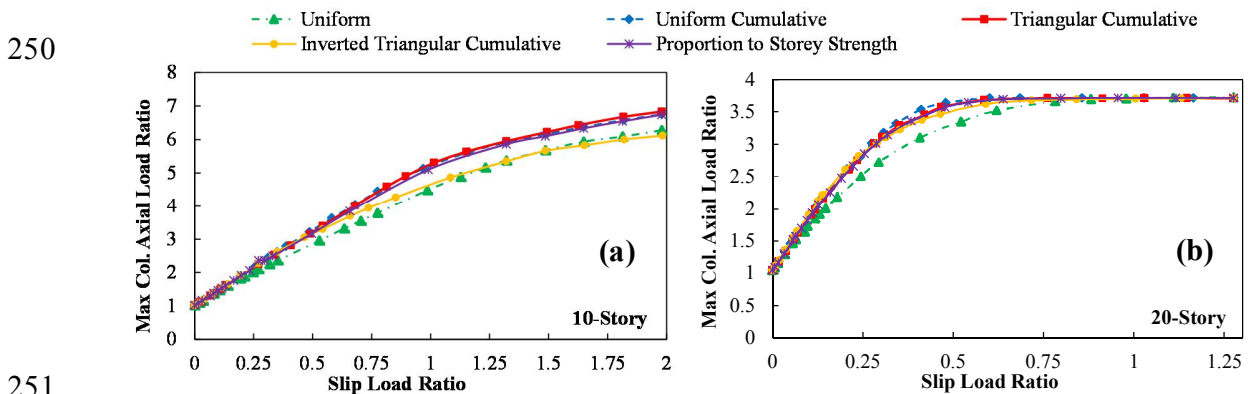 Uniform Uniform Cumulative Triangular Cumulative
250
Inverted Triangular Cumulative Proportion to Storey Strength
8
7
6
5
4
3
2
1
0
Max Col. Axial Load Ratio
(a)
10-Story
0 0.25 0.5 0.75 1 1.25 1.5 1.75 2
Slip Load Ratio
4
3.5
3
2.5
2
1.5
1
0.5
0
Max Col. Axial Load Ratio
(b)
20-Story
0 0.25 0.5 0.75 1 1.25
Slip Load Ratio
251